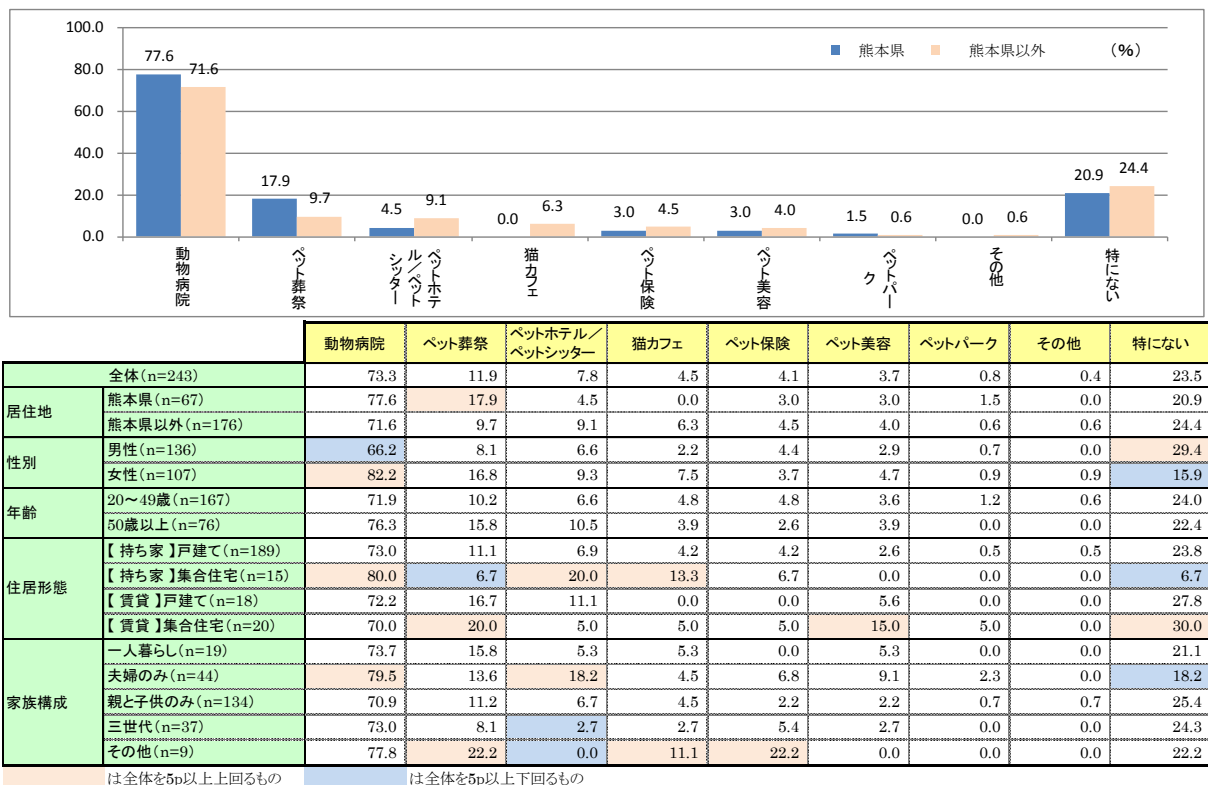 100.0
80.0
60.0
40.0
20.0
0.0
熊本県 熊本県以外 (%)
77.6 71.6
17.9 9.7
4.5 9.1
0.0 6.3
3.0 4.5
3.0 4.0
1.5 0.6
0.0 0.6
20.9 24.4
動物病院
ペット葬祭
ペットホテ
ル／ペット
シッター
猫カフェ
ペット保険
ペット美容
ペットパー
ク
その他
特にない
動物病院 ペット葬祭 ペットホテル／ 猫カフェ ペット保険 ペット美容 ペットパーク その他 特にない
ペットシッター
全体(n=243) 73.3 11.9 7.8 4.5 4.1 3.7 0.8 0.4 23.5
居住地 熊本県(n=67) 77.6 17.9 4.5 0.0 3.0 3.0 1.5 0.0 20.9
熊本県以外(n=176) 71.6 9.7 9.1 6.3 4.5 4.0 0.6 0.6 24.4
性別 男性(n=136) 66.2 8.1 6.6 2.2 4.4 2.9 0.7 0.0 29.4
女性(n=107) 82.2 16.8 9.3 7.5 3.7 4.7 0.9 0.9 15.9
年齢 20～49歳(n=167) 71.9 10.2 6.6 4.8 4.8 3.6 1.2 0.6 24.0
50歳以上(n=76) 76.3 15.8 10.5 3.9 2.6 3.9 0.0 0.0 22.4
住居形態 【 持ち家 】戸建て(n=189) 73.0 11.1 6.9 4.2 4.2 2.6 0.5 0.5 23.8
【 持ち家 】集合住宅(n=15) 80.0 6.7 20.0 13.3 6.7 0.0 0.0 0.0 6.7
【 賃貸 】戸建て(n=18) 72.2 16.7 11.1 0.0 0.0 5.6 0.0 0.0 27.8
【 賃貸 】集合住宅(n=20) 70.0 20.0 5.0 5.0 5.0 15.0 5.0 0.0 30.0
家族構成 一人暮らし(n=19) 73.7 15.8 5.3 5.3 0.0 5.3 0.0 0.0 21.1
夫婦のみ(n=44) 79.5 13.6 18.2 4.5 6.8 9.1 2.3 0.0 18.2
親と子供のみ(n=134) 70.9 11.2 6.7 4.5 2.2 2.2 0.7 0.7 25.4
三世代(n=37) 73.0 8.1 2.7 2.7 5.4 2.7 0.0 0.0 24.3
その他(n=9) 77.8 22.2 0.0 11.1 22.2 0.0 0.0 0.0 22.2
は全体を5p以上上回るもの は全体を5p以上下回るもの